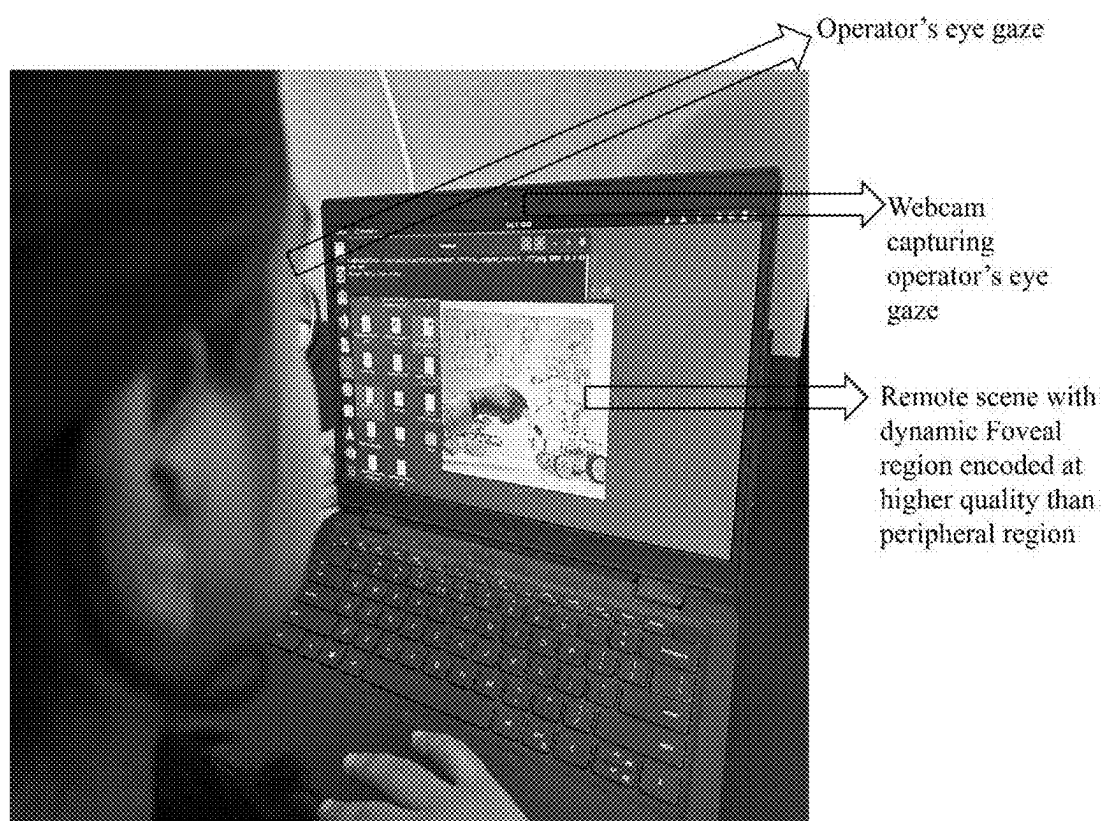 Operator's eye gaze
Webcam
capturing
operator's eye
gaze
Remote scene with
dynamic Foveal
region encoded at
higher quality than
peripheral region